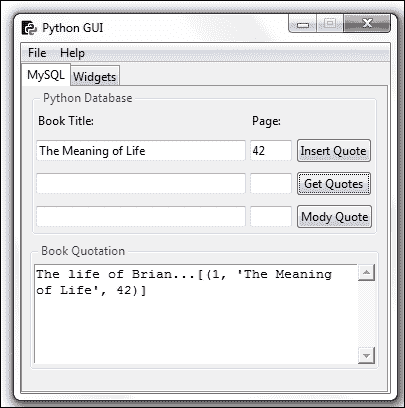 Python GUI
File Help
MySQL Widgets
Python Database
Book Title: Page:
The Meaning of Life 42 Insert Quote
Get Quotes
Mody Quote
Book Quotation
The life of Brian...[(1, 'The Meaning
of Life', 42)]